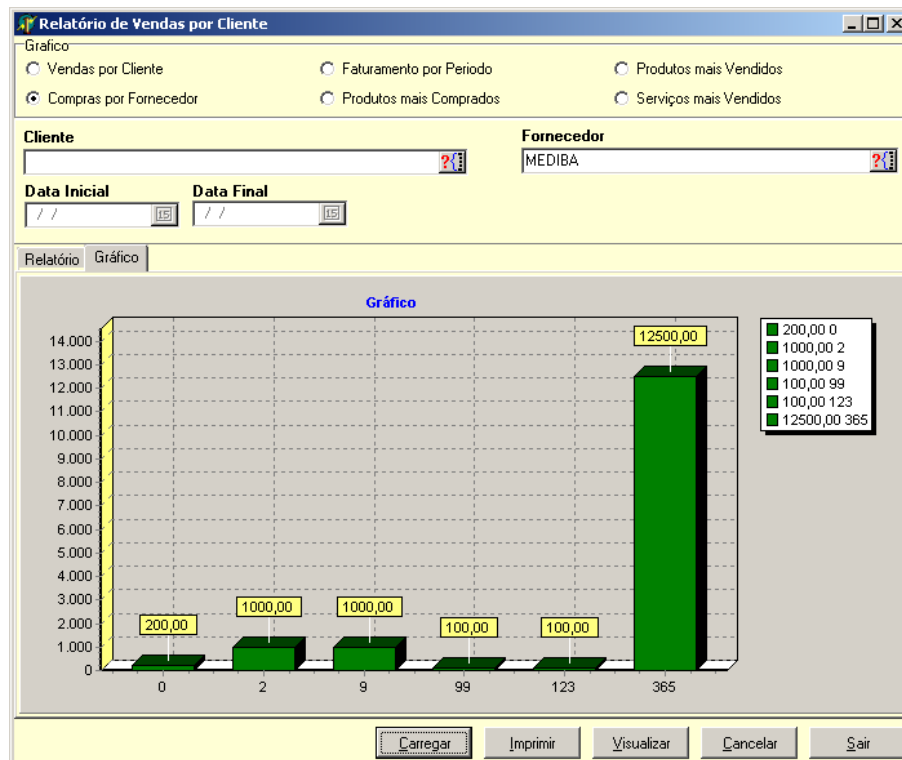 Relatório de Vendas por Cliente
Grafico
Vendas por Cliente Faturamento por Periodo Produtos mais Vendidos
Compras por Fornecedor Produtos mais Comprados Serviços mais Vendidos
Cliente Fornecedor
?{ MEDIBA ?{
Data Inicial Data Final
/ / 15 / / 15
Relatório Gráfico
Gráfico
14.000
13.000
12.000
11.000
10.000
9.000
8.000
7.000
6.000
5.000
4.000
3.000
2.000
1.000
0
200,00 1000,00 1000,00 100,00 100,00 12500,00
0 2 9 99 123 365
200,00 0
1000,00 2
1000,00 9
100,00 99
100,00 123
12500,00 365
Carregar Imprimir Visualizar Cancelar Sair